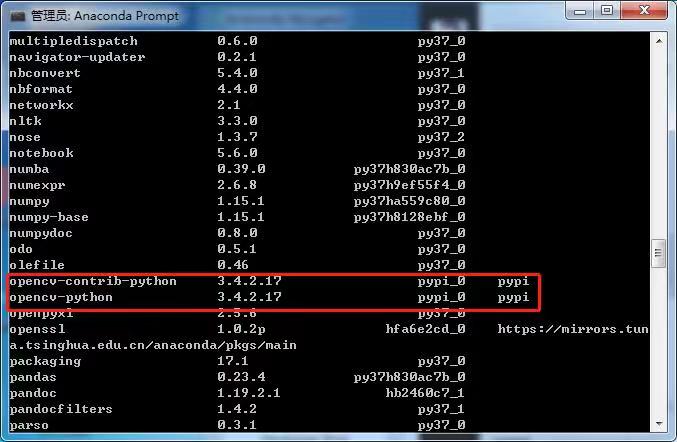 管理员: Anaconda Prompt
multipledispatch 0.6.0 py37_0
navigator-updater 0.2.1 py37_0
nbconvert 5.4.0 py37_1
nbformat 4.4.0 py37_0
networkx 2.1 py37_0
nltk 3.3.0 py37_0
nose 1.3.7 py37_2
notebook 5.6.0 py37_0
numba 0.39.0 py37h830ac7b_0
numexpr 2.6.8 py37h9ef55f4_0
numpy 1.15.1 py37ha559c80_0
numpy-base 1.15.1 py37h8128ebf_0
numpydoc 0.8.0 py37_0
odo 0.5.1 py37_0
olefile 0.46 py37_0
opencv-contrib-python 3.4.2.17 pypi_0 pypi
opencv-python 3.4.2.17 pypi_0 pypi
openpyxl 2.5.6 py37_0
openssl 1.0.2p hfa6e2cd_0 https://mirrors.tun
a.tsinghua.edu.cn/anaconda/pkgs/main
packaging 17.1 py37_0
pandas 0.23.4 py37h830ac7b_0
pandoc 1.19.2.1 hb2460c7_1
pandocfilters 1.4.2 py37_1
parso 0.3.1 py37_0